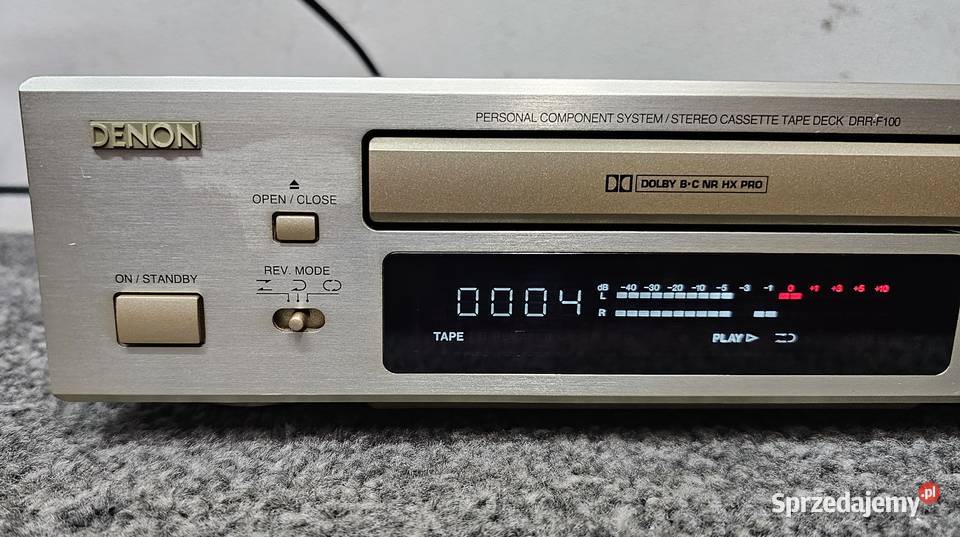 PERSONAL COMPONENT SYSTEM / STEREO CASSETTE TAPE DECK DRR-F100
DENON
DOLBY B·C NR HX PRO
OPEN / CLOSE
ON / STANDBY
REV. MODE
dB -40 -30 -20 -10 -5 -3 -1 0 +1 +3 +5 +10
L
R
0004
TAPE
PLAY
Sprzedajemy.pl